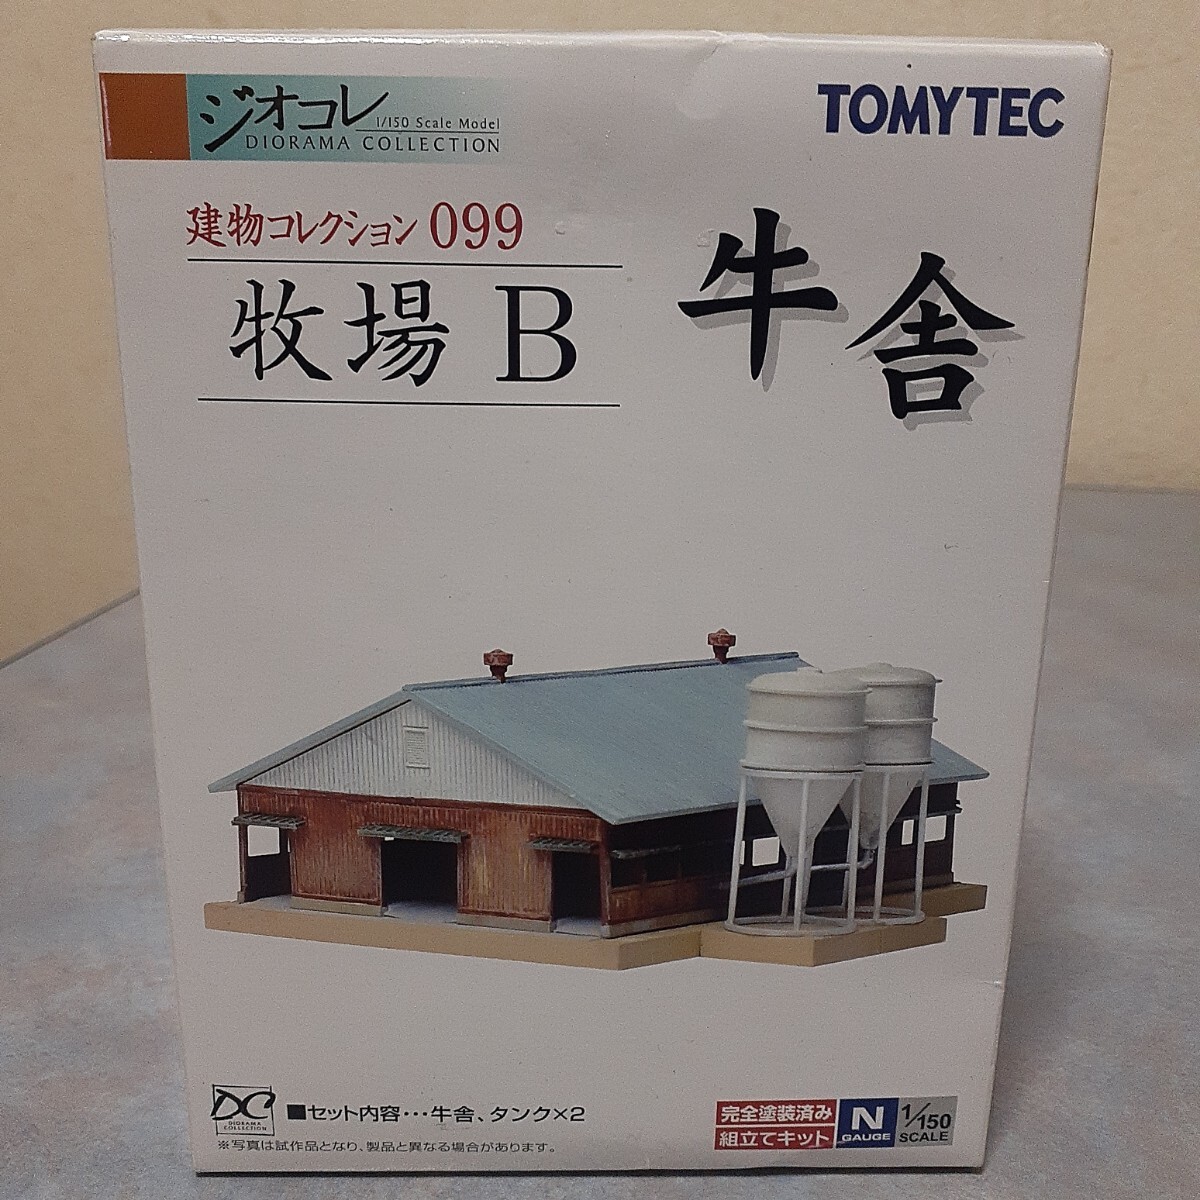 ジオコレ
1/150 Scale Model
DIORAMA COLLECTION
TOMYTEC
建物コレクション 099
牧場 B
牛舎
DC
DIORAMA
COLLECTION
■セット内容･･･牛舎、タンク×2
※写真は試作品となり、製品と異なる場合があります。
完全塗装済み
組立てキット
N
GAUGE
1/150
SCALE